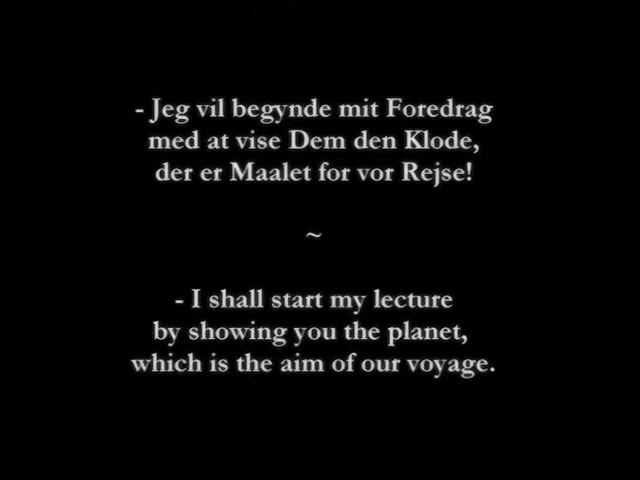 - Jeg vil begynde mit Foredrag
med at vise Dem den Klode,
der er Maalet for vor Rejse!
~
- I shall start my lecture
by showing you the planet,
which is the aim of our voyage.